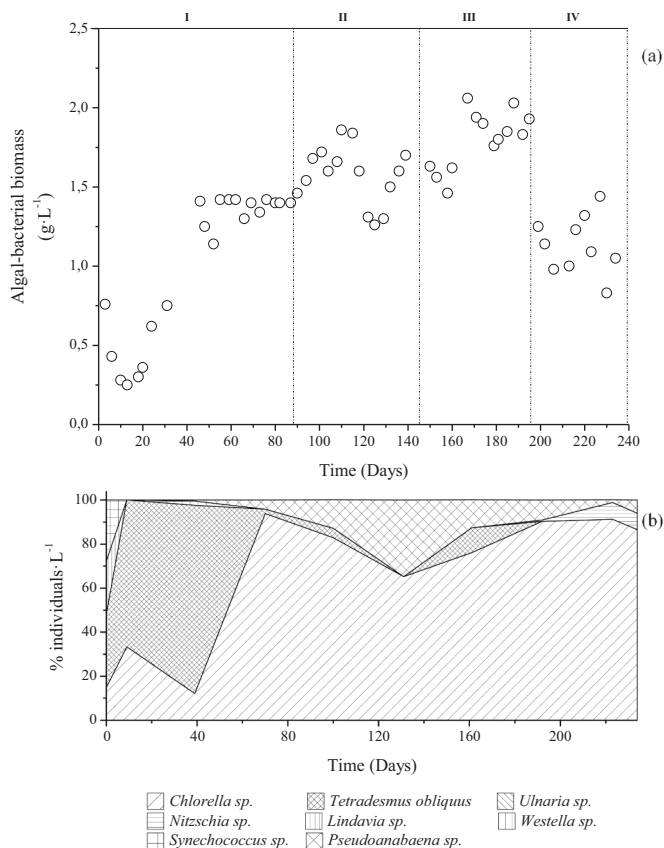 I II III IV
(a)
2,5
2,0
1,5
1,0
0,5
0,0
Algal-bacterial biomass
(g·L⁻¹)
0 20 40 60 80 100 120 140 160 180 200 220 240
Time (Days)
(b)
100
80
60
40
20
0
% individuals·L⁻¹
0 40 80 120 160 200
Time (Days)
Chlorella sp. Tetradesmus obliquus Ulnaria sp.
Nitzschia sp. Lindavia sp. Westella sp.
Synechococcus sp. Pseudoanabaena sp.